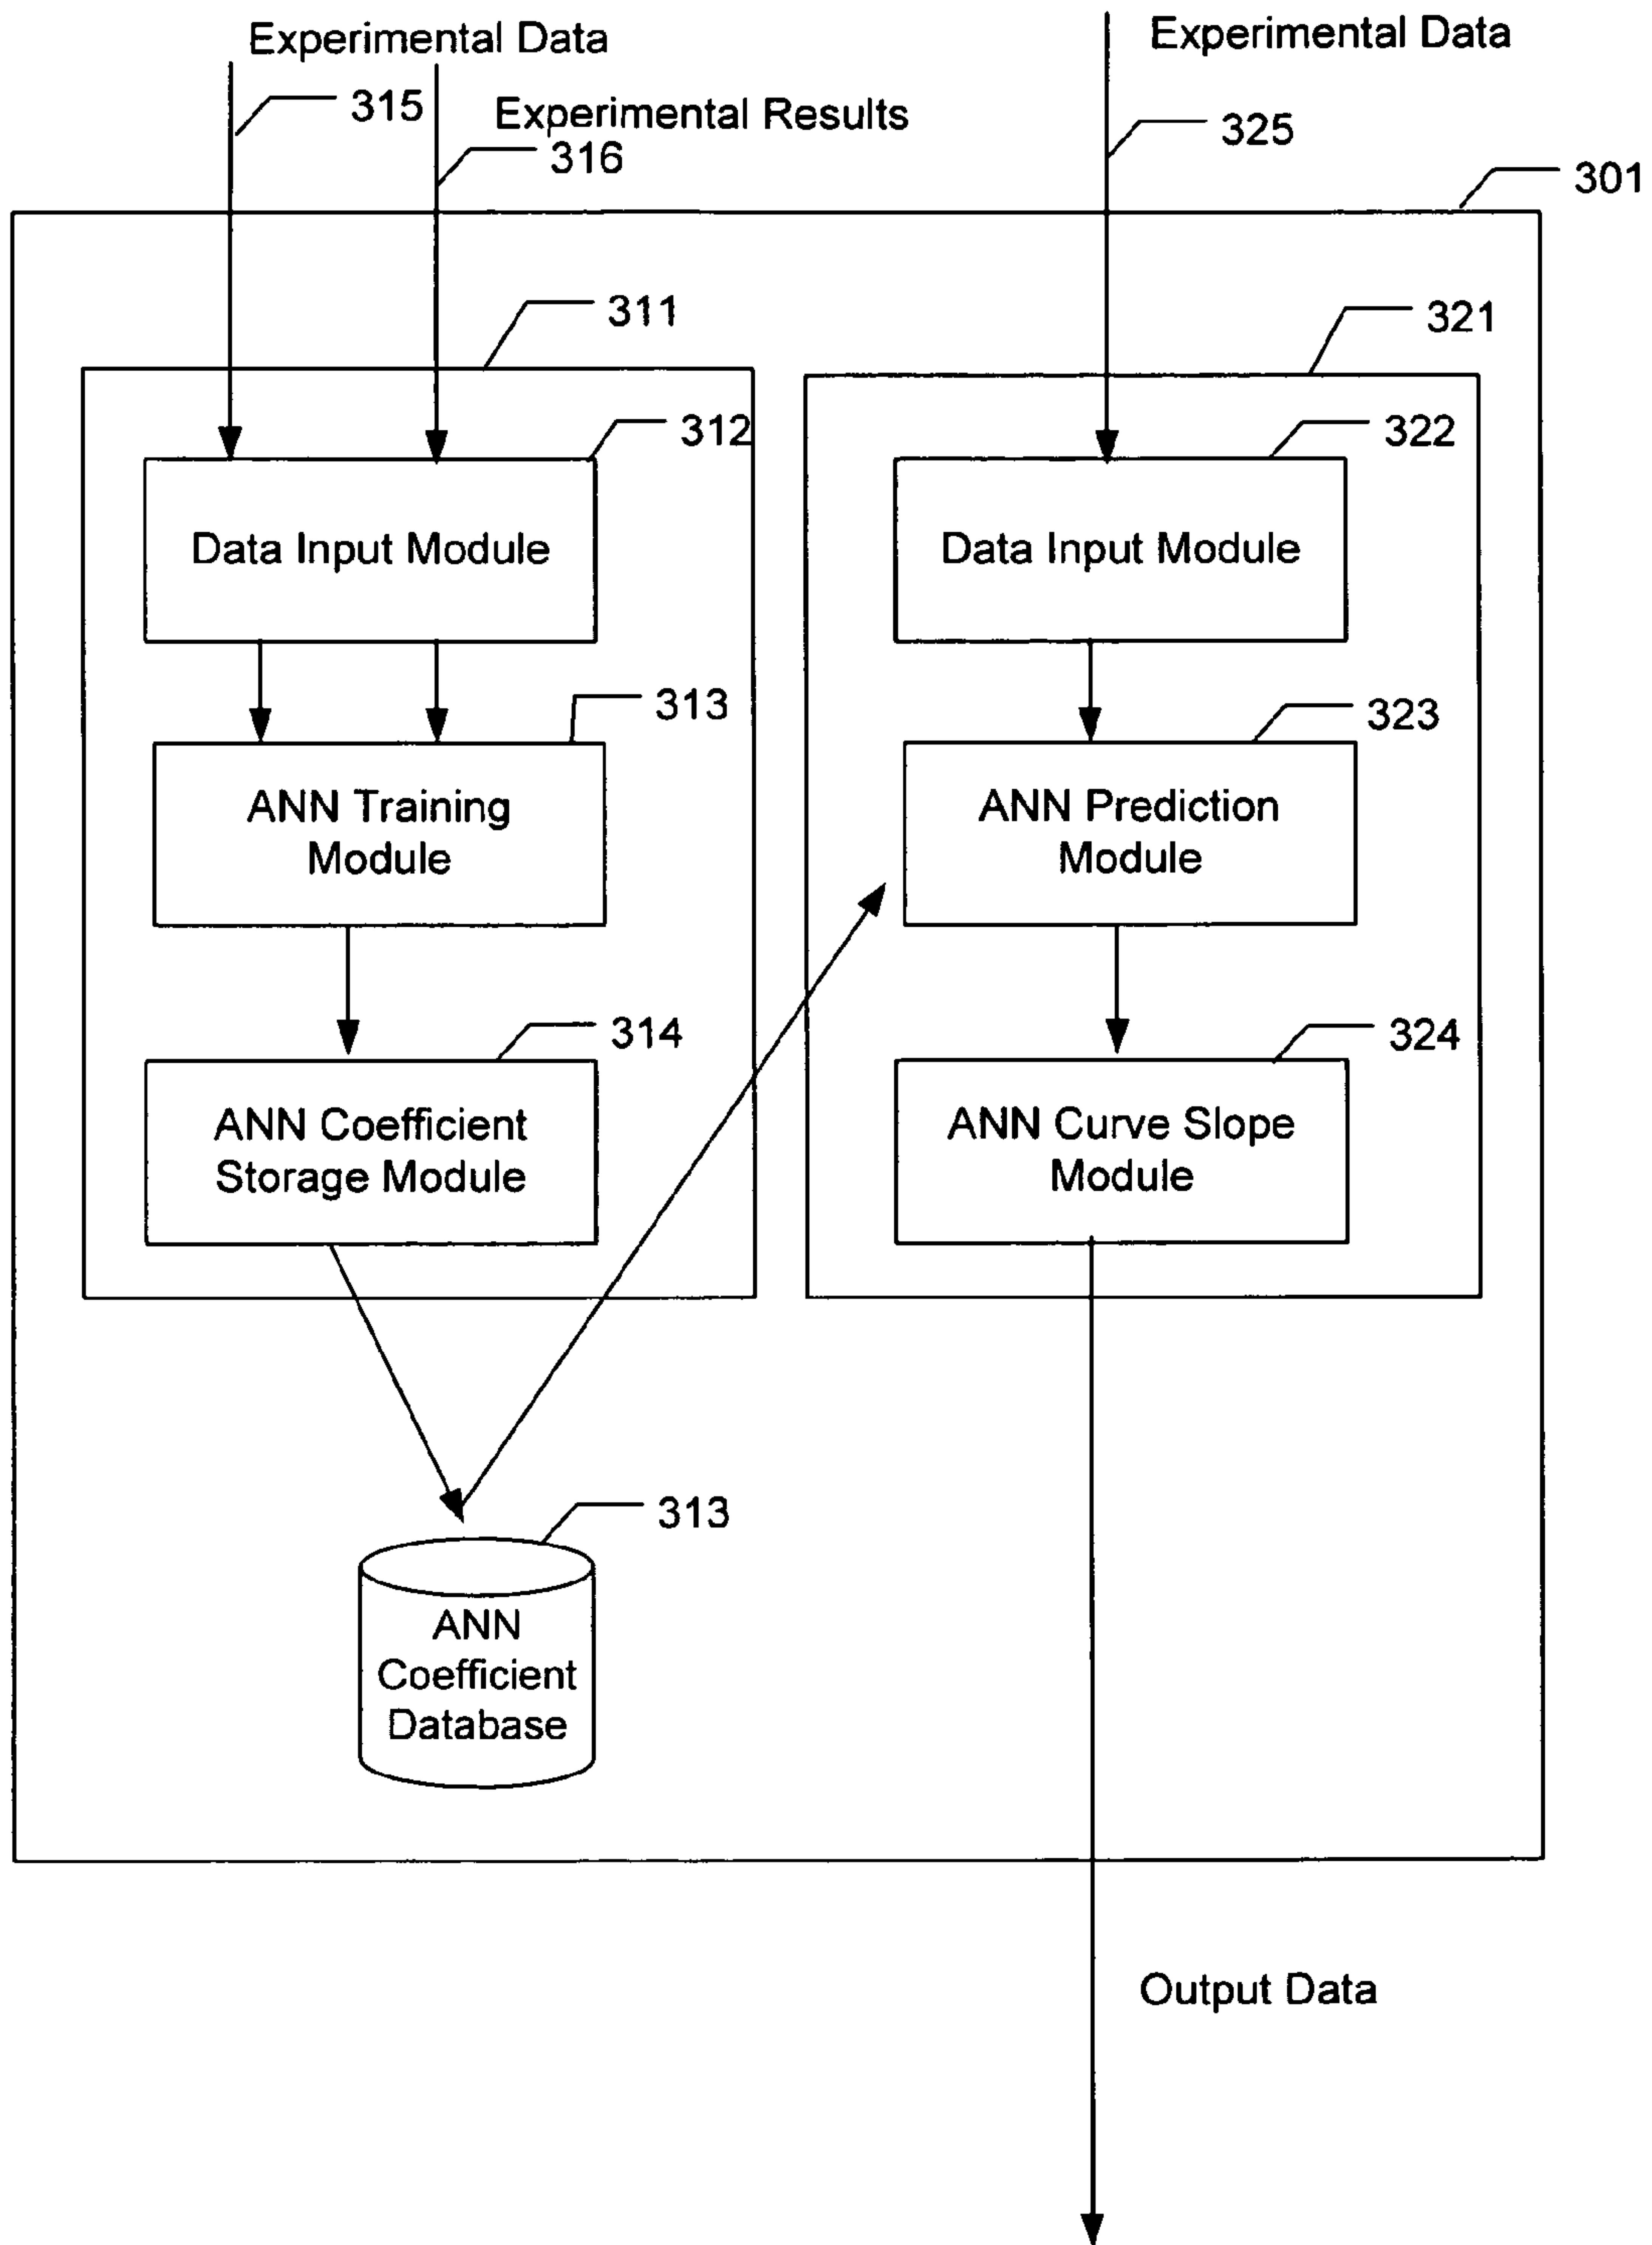 Experimental Data
315
Experimental Results
316
Experimental Data
325
301
311
312
Data Input Module
313
ANN Training
Module
314
ANN Coefficient
Storage Module
321
322
Data Input Module
323
ANN Prediction
Module
324
ANN Curve Slope
Module
313
ANN
Coefficient
Database
Output Data